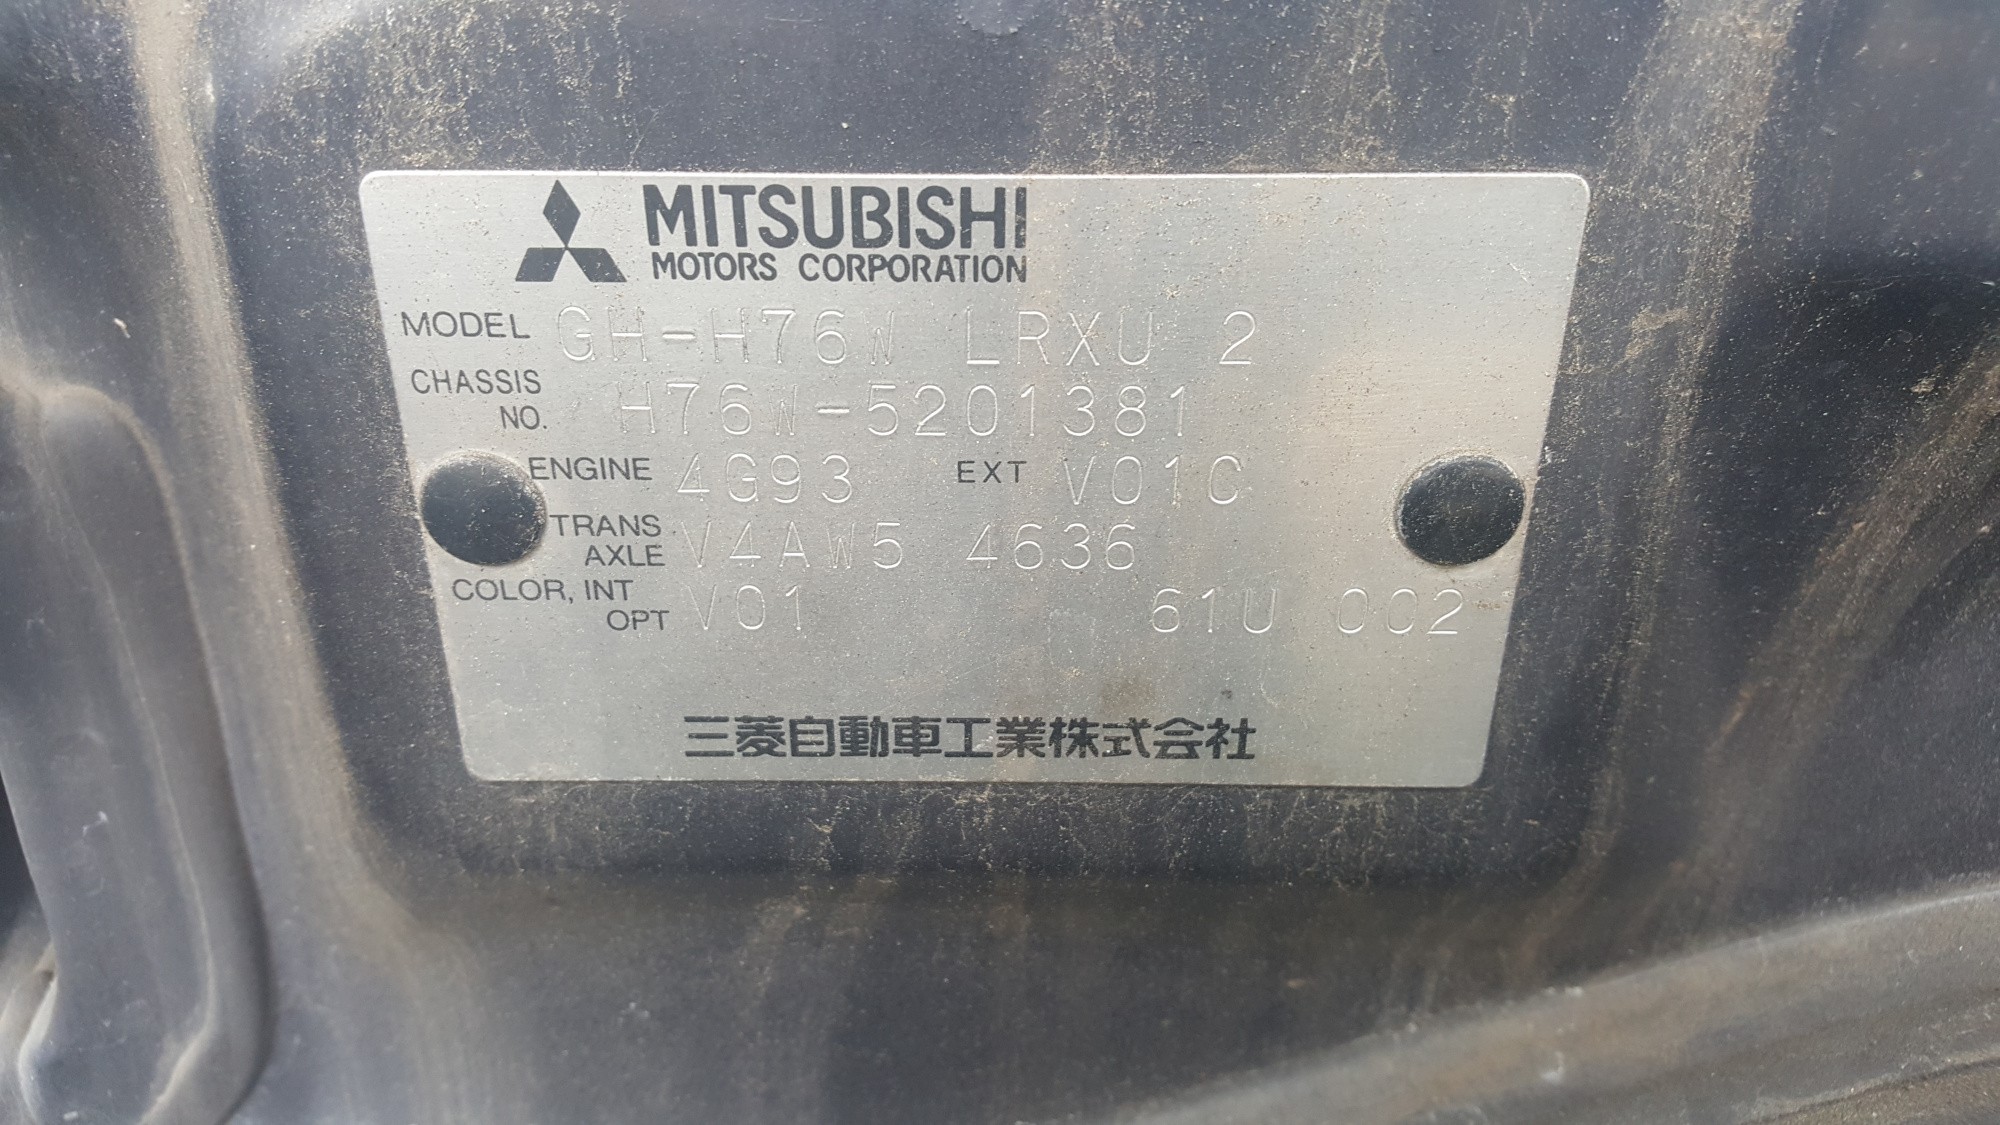 MITSUBISHI
MOTORS CORPORATION
MODEL GH-H76W LRXU 2
CHASSIS
NO. H76W-5201381
ENGINE 4G93 EXT V01C
TRANS
AXLE V4AW5 4636
COLOR, INT
OPT V01 61U 002
三菱自動車工業株式会社